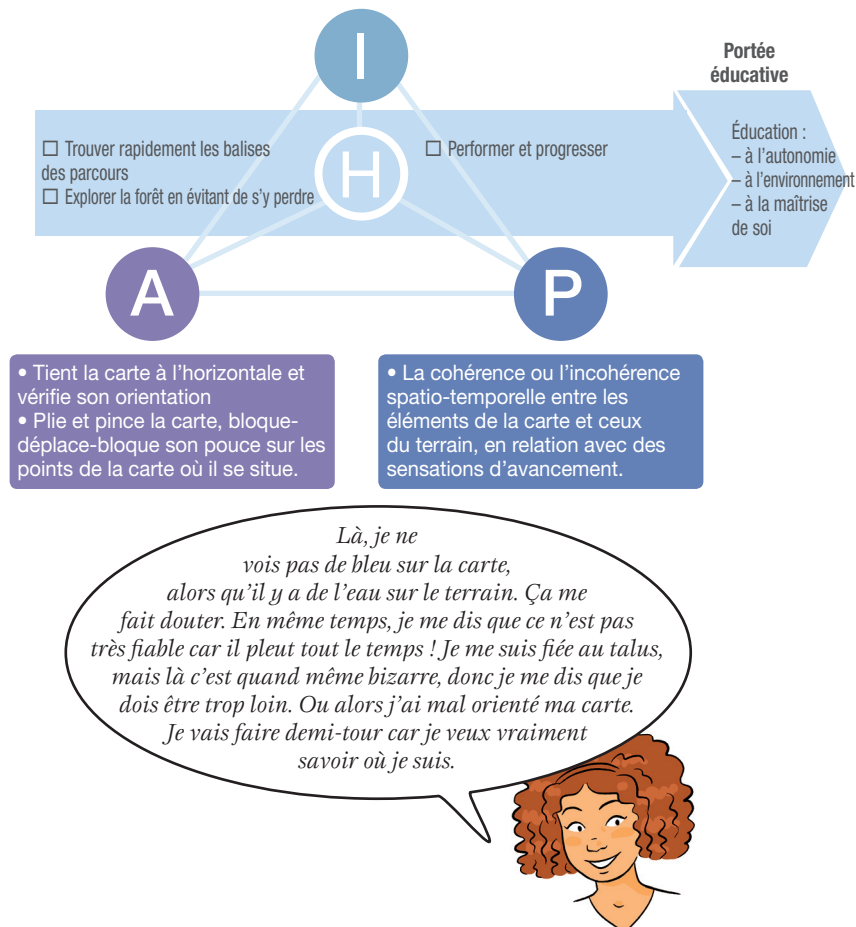 I
Portée
éducative
☐ Trouver rapidement les balises
des parcours
☐ Explorer la forêt en évitant de s’y perdre
H
☐ Performer et progresser
Éducation :
– à l’autonomie
– à l’environnement
– à la maîtrise
de soi
A
P
• Tient la carte à l’horizontale et
vérifie son orientation
• Plie et pince la carte, bloque-
déplace-bloque son pouce sur les
points de la carte où il se situe.
• La cohérence ou l’incohérence
spatio-temporelle entre les
éléments de la carte et ceux
du terrain, en relation avec des
sensations d’avancement.
Là, je ne
vois pas de bleu sur la carte,
alors qu’il y a de l’eau sur le terrain. Ça me
fait douter. En même temps, je me dis que ce n’est pas
très fiable car il pleut tout le temps ! Je me suis fiée au talus,
mais là c’est quand même bizarre, donc je me dis que je
dois être trop loin. Ou alors j’ai mal orienté ma carte.
Je vais faire demi-tour car je veux vraiment
savoir où je suis.